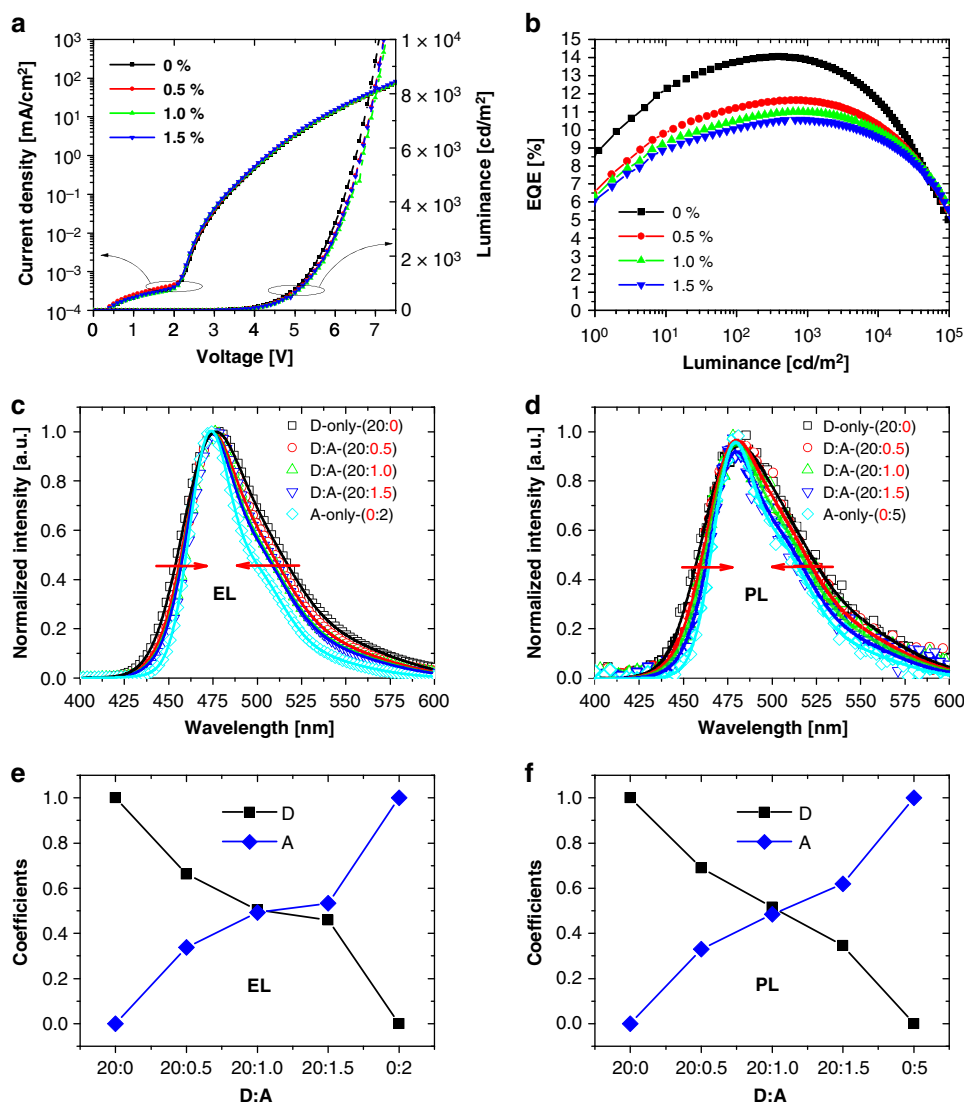 a
Current density [mA/cm²]
10³
10²
10¹
10⁰
10⁻¹
10⁻²
10⁻³
10⁻⁴
0 %
0.5 %
1.0 %
1.5 %
1 × 10⁴
8 × 10³
6 × 10³
4 × 10³
2 × 10³
0
Luminance [cd/m²]
0 1 2 3 4 5 6 7
Voltage [V]
b
EQE [%]
15
14
13
12
11
10
9
8
7
6
5
4
3
2
1
0
0 %
0.5 %
1.0 %
1.5 %
10⁰ 10¹ 10² 10³ 10⁴ 10⁵
Luminance [cd/m²]
c
Normalized intensity [a.u.]
1.0
0.8
0.6
0.4
0.2
0.0
D-only-(20:0)
D:A-(20:0.5)
D:A-(20:1.0)
D:A-(20:1.5)
A-only-(0:2)
EL
400 425 450 475 500 525 550 575 600
Wavelength [nm]
d
Normalized intensity [a.u.]
1.0
0.8
0.6
0.4
0.2
0.0
D-only-(20:0)
D:A-(20:0.5)
D:A-(20:1.0)
D:A-(20:1.5)
A-only-(0:5)
PL
400 425 450 475 500 525 550 575 600
Wavelength [nm]
e
Coefficients
1.0
0.8
0.6
0.4
0.2
0.0
D
A
EL
20:0 20:0.5 20:1.0 20:1.5 0:2
D:A
f
Coefficients
1.0
0.8
0.6
0.4
0.2
0.0
D
A
PL
20:0 20:0.5 20:1.0 20:1.5 0:5
D:A